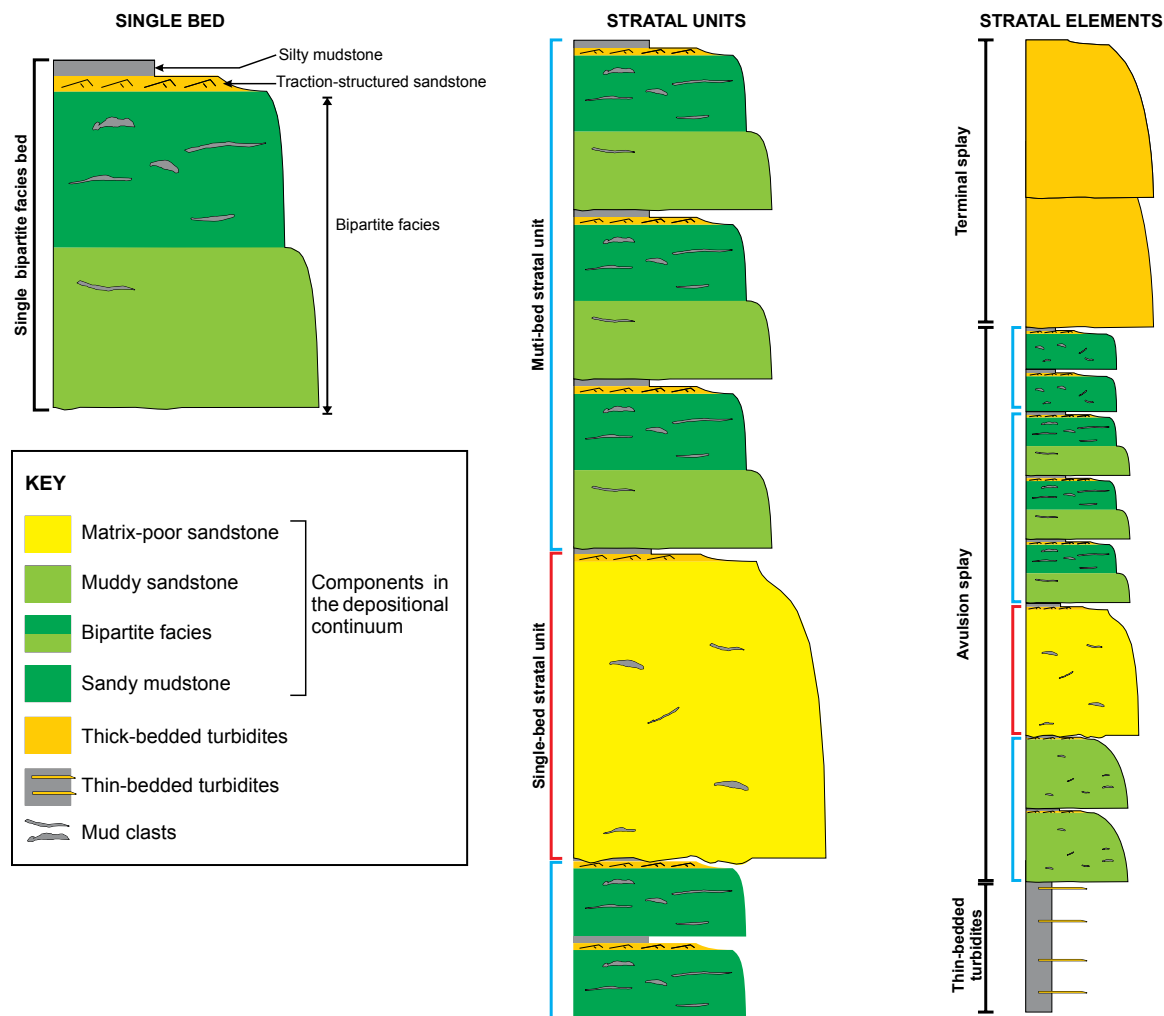 SINGLE BED
Silty mudstone
Traction-structured sandstone
Single bipartite facies bed
Bipartite facies
KEY
Matrix-poor sandstone
Muddy sandstone
Bipartite facies
Sandy mudstone
Components in
the depositional
continuum
Thick-bedded turbidites
Thin-bedded turbidites
Mud clasts
STRATAL UNITS
Muti-bed stratal unit
Single-bed stratal unit
STRATAL ELEMENTS
Terminal splay
Avulsion splay
Thin-bedded
turbidites